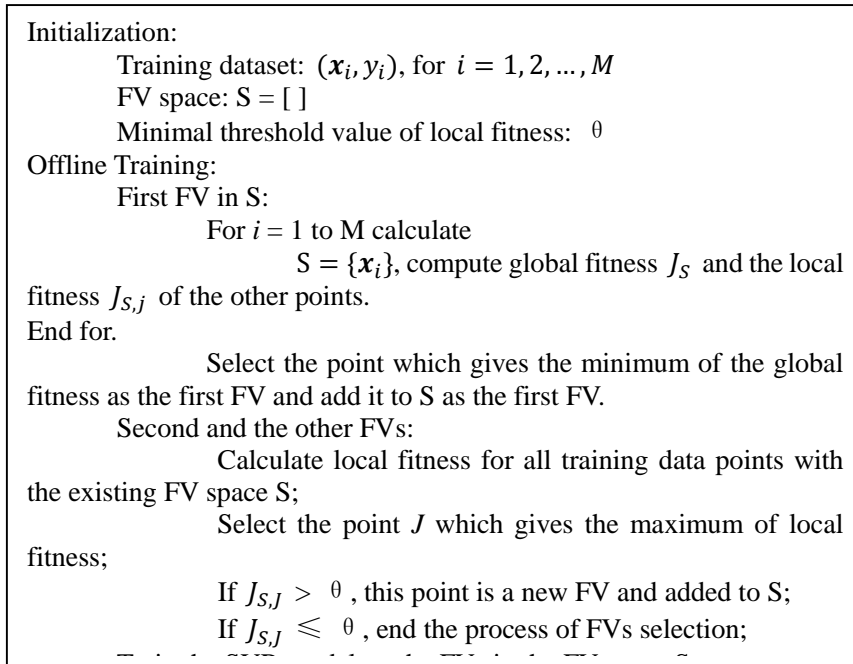 Initialization:
Training dataset: (𝒙ᵢ, yᵢ), for i = 1, 2, …, M
FV space: S = [ ]
Minimal threshold value of local fitness: θ
Offline Training:
First FV in S:
For i = 1 to M calculate
S = {𝒙ᵢ}, compute global fitness J_S and the local
fitness J_{S,j} of the other points.
End for.
Select the point which gives the minimum of the global
fitness as the first FV and add it to S as the first FV.
Second and the other FVs:
Calculate local fitness for all training data points with
the existing FV space S;
Select the point J which gives the maximum of local
fitness;
If J_{S,J} > θ, this point is a new FV and added to S;
If J_{S,J} ⩽ θ, end the process of FVs selection;